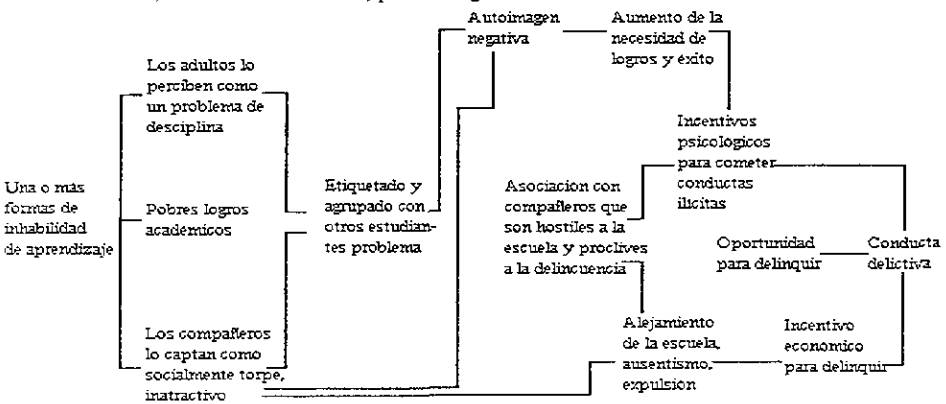 Autoimagen
negativa
Aumento de la
necesidad de
logros y éxito
Los adultos lo
perciben como
un problema de
desciplina
Incentivos
psicologicos
para cometer
conductas
ilicitas
Una o más
formas de
inhabilidad
de aprendizaje
Pobres logros
académicos
Etiquetado y
agrupado con
otros estudian-
tes problema
Asociacion con
compañeros que
son hostiles a la
escuela y proclives
a la delincuencia
Oportunidad
para delinquir
Conducta
delictiva
Los compañeros
lo captan como
socialmente torpe,
inatractivo
Alejamiento
de la escuela,
ausentismo,
expulsion
Incentivo
economico
para delinquir